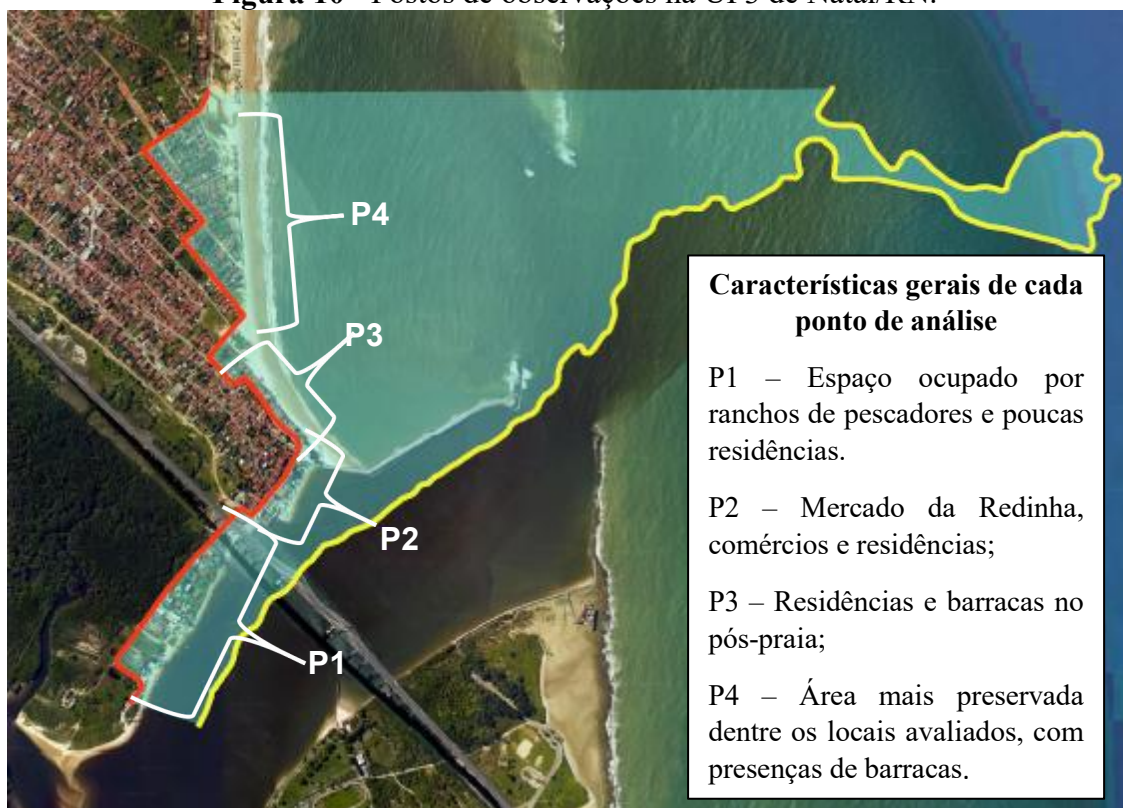 Figura 10 - Postos de observações na UP3 de Natal/RN.
P4
P3
P2
P1
Características gerais de cada
ponto de análise
P1 – Espaço ocupado por
ranchos de pescadores e poucas
residências.
P2 – Mercado da Redinha,
comércios e residências;
P3 – Residências e barracas no
pós-praia;
P4 – Área mais preservada
dentre os locais avaliados, com
presenças de barracas.